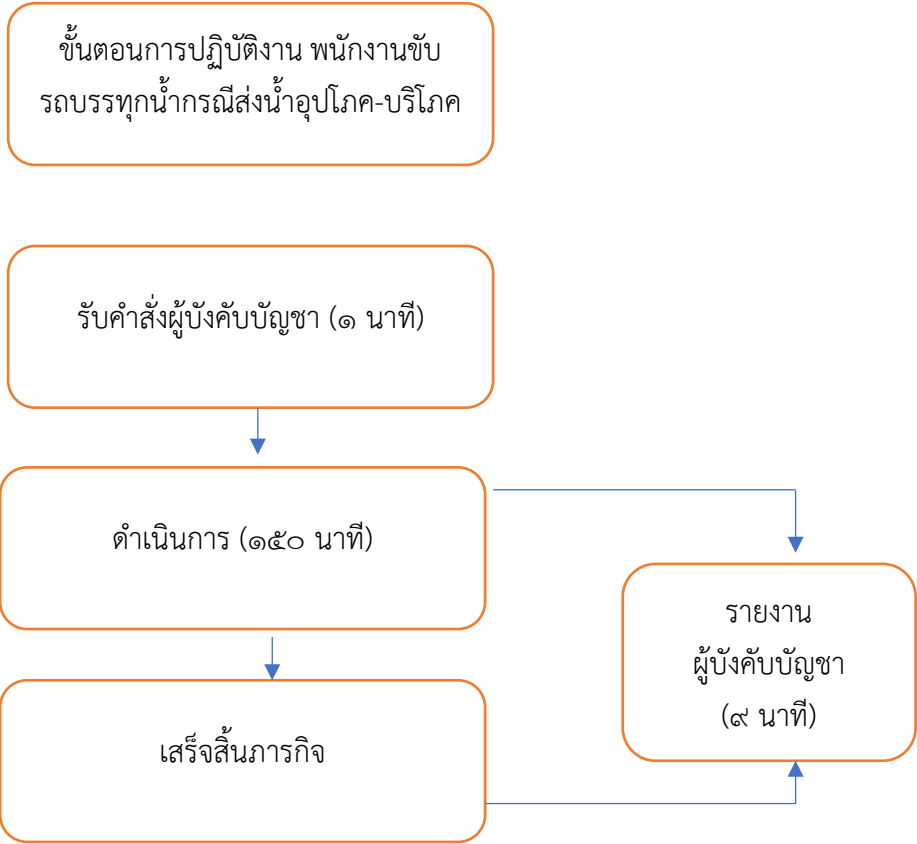 ขั้นตอนการปฏิบัติงาน พนักงานขับ
รถบรรทุกน้ำกรณีส่งน้ำอุปโภค-บริโภค
รับคำสั่งผู้บังคับบัญชา (๑ นาที)
ดำเนินการ (๑๕๐ นาที)
รายงาน
ผู้บังคับบัญชา
(๙ นาที)
เสร็จสิ้นภารกิจ